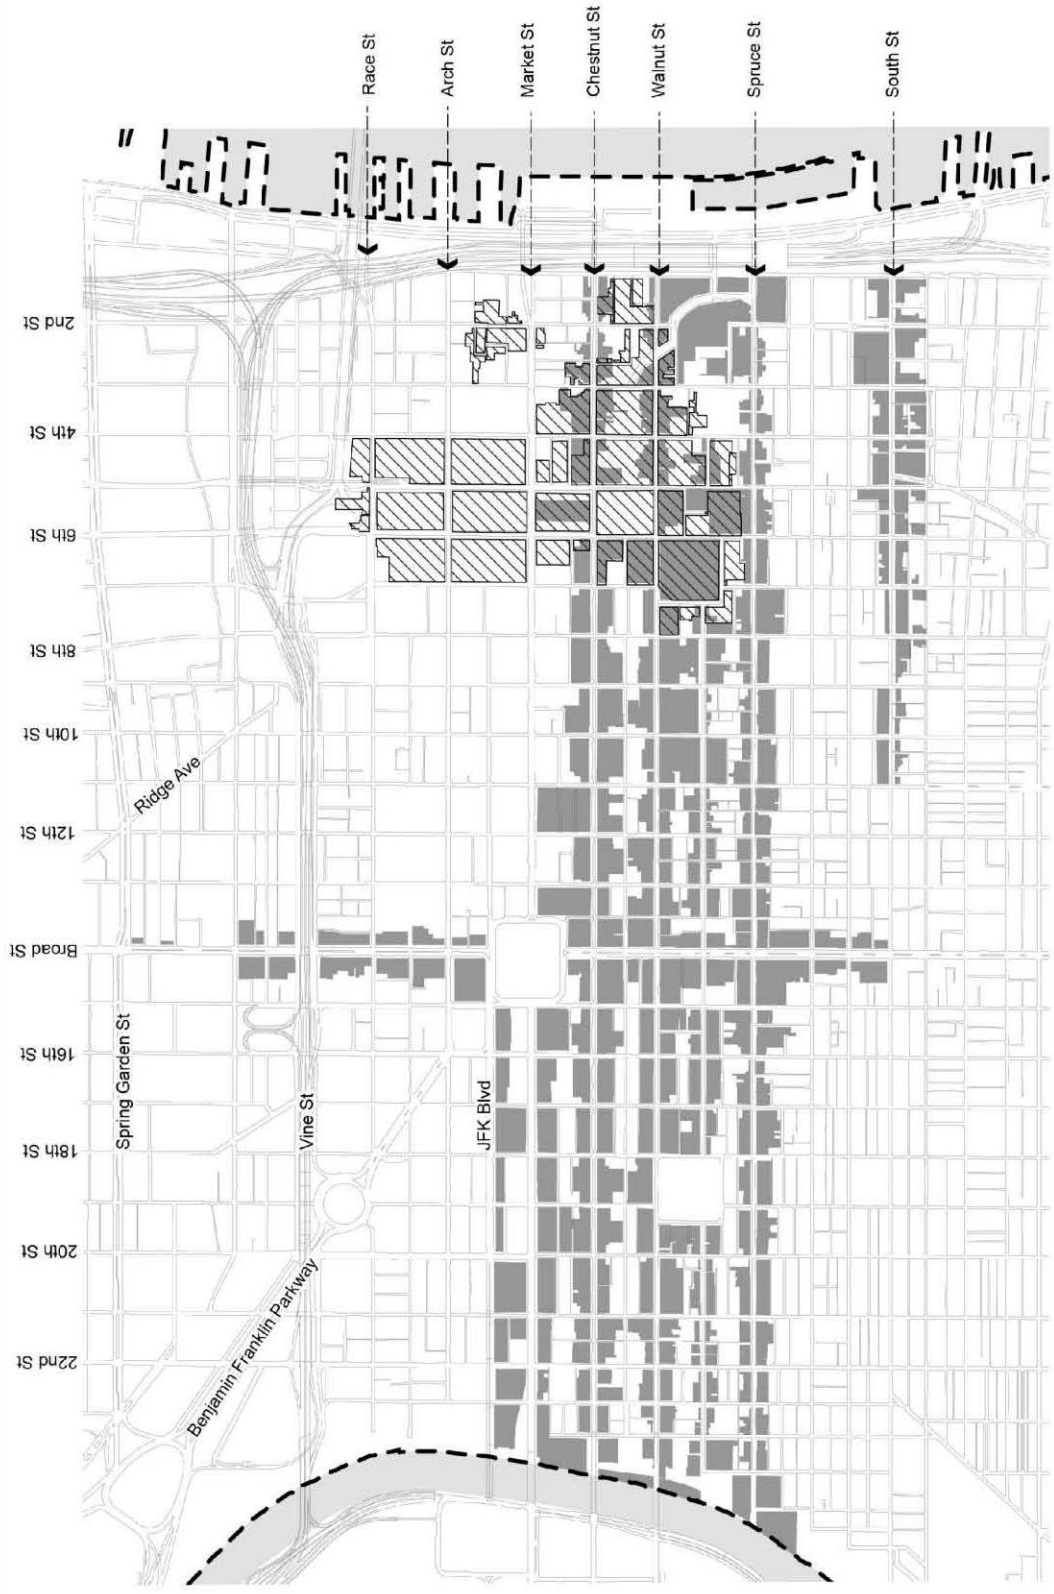 Race St
Arch St
Market St
Chestnut St
Walnut St
Spruce St
South St
2nd St
4th St
6th St
8th St
10th St
Ridge Ave
12th St
Broad St
16th St
Spring Garden St
Vine St
JFK Blvd
18th St
20th St
Benjamin Franklin Parkway
22nd St